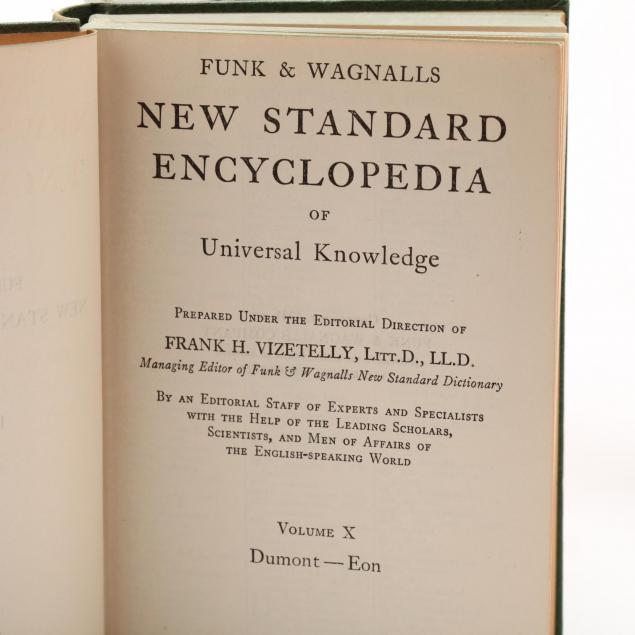 FUNK & WAGNALLS
NEW STANDARD
ENCYCLOPEDIA
OF
Universal Knowledge
PREPARED UNDER THE EDITORIAL DIRECTION OF
FRANK H. VIZETELLY, LITT.D., LL.D.
Managing Editor of Funk & Wagnalls New Standard Dictionary
BY AN EDITORIAL STAFF OF EXPERTS AND SPECIALISTS
WITH THE HELP OF THE LEADING SCHOLARS,
SCIENTISTS, AND MEN OF AFFAIRS OF
THE ENGLISH-SPEAKING WORLD
VOLUME X
Dumont — Eon